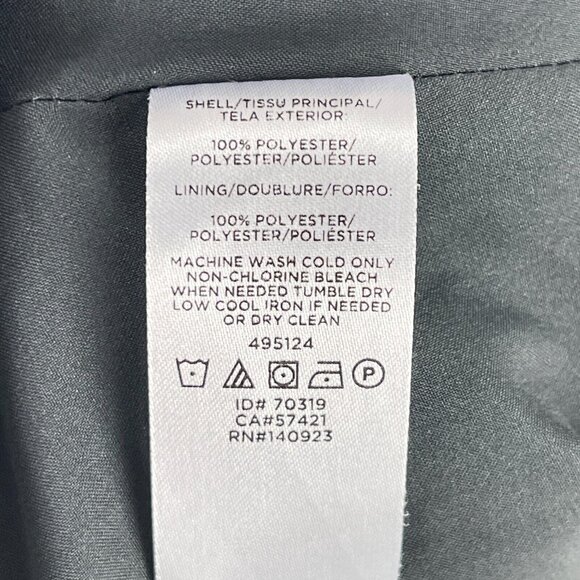 SHELL/TISSU PRINCIPAL/
TELA EXTERIOR:
100% POLYESTER/
POLYESTER/POLIÉSTER
LINING/DOUBLURE/FORRO:
100% POLYESTER/
POLYESTER/POLIÉSTER
MACHINE WASH COLD ONLY
NON-CHLORINE BLEACH
WHEN NEEDED TUMBLE DRY
LOW COOL IRON IF NEEDED
OR DRY CLEAN
495124
P
ID# 70319
CA#57421
RN#140923